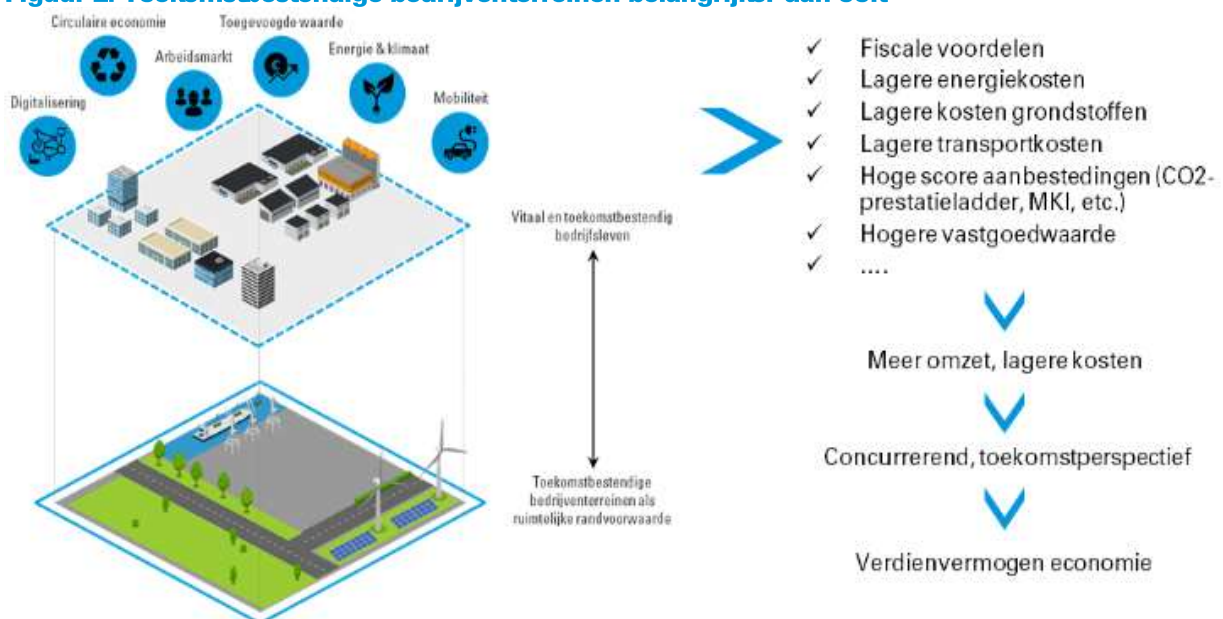 Circulaire economie
Toegevoegde waarde
Arbeidsmarkt
Energie & klimaat
Digitalisering
Mobiliteit
Vitaal en toekomstbestendig
bedrijfsleven
Toekomstbestendige
bedrijventerreinen als
ruimtelijke randvoorwaarde
✓ Fiscale voordelen
✓ Lagere energiekosten
✓ Lagere kosten grondstoffen
✓ Lagere transportkosten
✓ Hoge score aanbestedingen (CO2-
prestatieladder, MKI, etc.)
✓ Hogere vastgoedwaarde
✓ ....
Meer omzet, lagere kosten
Concurrerend, toekomstperspectief
Verdienvermogen economie